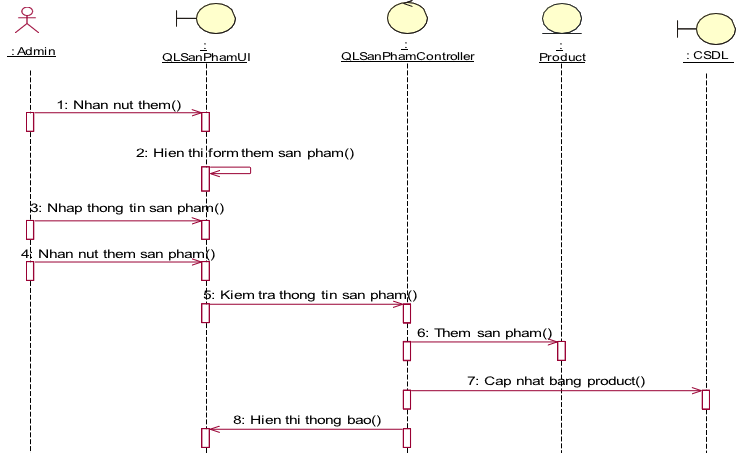 : Admin
:
QLSanPhamUI
:
QLSanPhamController
:
Product
: CSDL
1: Nhan nut them()
2: Hien thi form them san pham()
3: Nhap thong tin san pham()
4: Nhan nut them san pham()
5: Kiem tra thong tin san pham()
6: Them san pham()
7: Cap nhat bang product()
8: Hien thi thong bao()